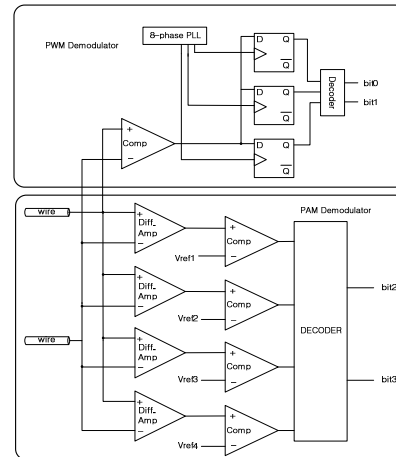 PWM Demodulator
8-phase PLL
D Q
Q
D Q
Q
D Q
Q
Decoder
bit0
bit1
+
Comp
−
PAM Demodulator
wire
+
Diff-
Amp
−
+
Comp
−
Vref1
+
Diff-
Amp
−
+
Comp
−
Vref2
bit2
DECODER
wire
+
Diff-
Amp
−
+
Comp
−
Vref3
bit3
+
Diff-
Amp
−
+
Comp
−
Vref4